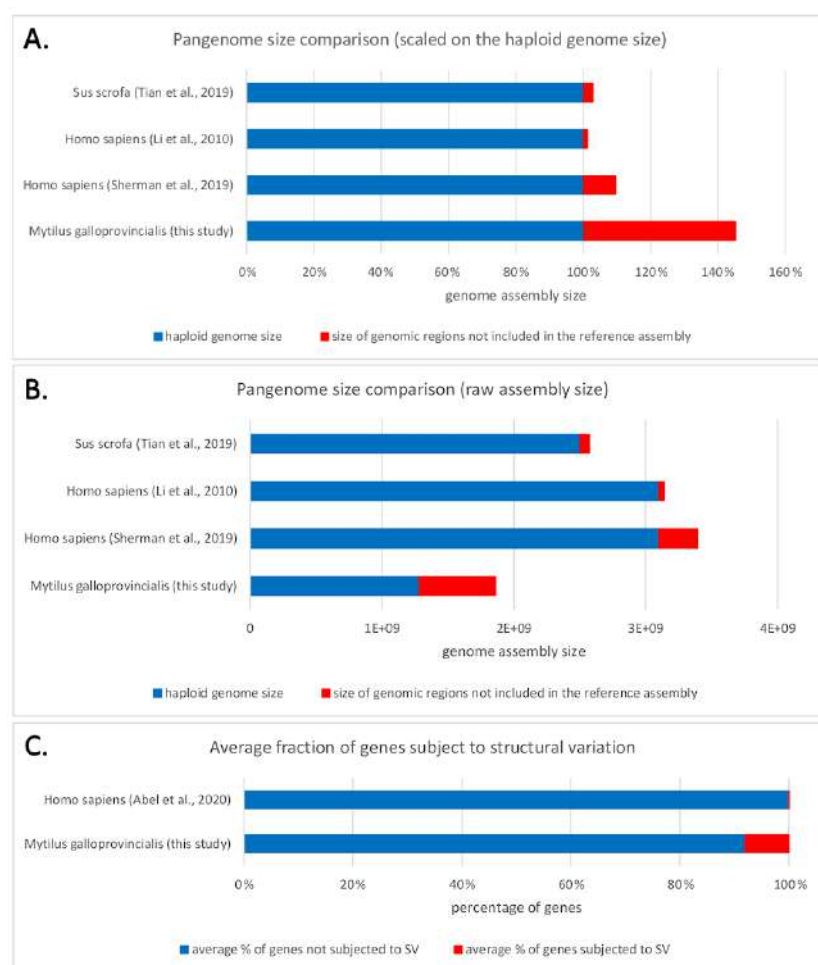 A.
Pangenome size comparison (scaled on the haploid genome size)
Sus scrofa (Tian et al., 2019)
Homo sapiens (Li et al., 2010)
Homo sapiens (Sherman et al., 2019)
Mytilus galloprovincialis (this study)
0% 20% 40% 60% 80% 100% 120% 140% 160%
genome assembly size
haploid genome size size of genomic regions not included in the reference assembly
B.
Pangenome size comparison (raw assembly size)
Sus scrofa (Tian et al., 2019)
Homo sapiens (Li et al., 2010)
Homo sapiens (Sherman et al., 2019)
Mytilus galloprovincialis (this study)
0 1E+09 2E+09 3E+09 4E+09
genome assembly size
haploid genome size size of genomic regions not included in the reference assembly
C.
Average fraction of genes subject to structural variation
Homo sapiens (Abel et al., 2020)
Mytilus galloprovincialis (this study)
0% 20% 40% 60% 80% 100%
percentage of genes
average % of genes not subjected to SV average % of genes subjected to SV